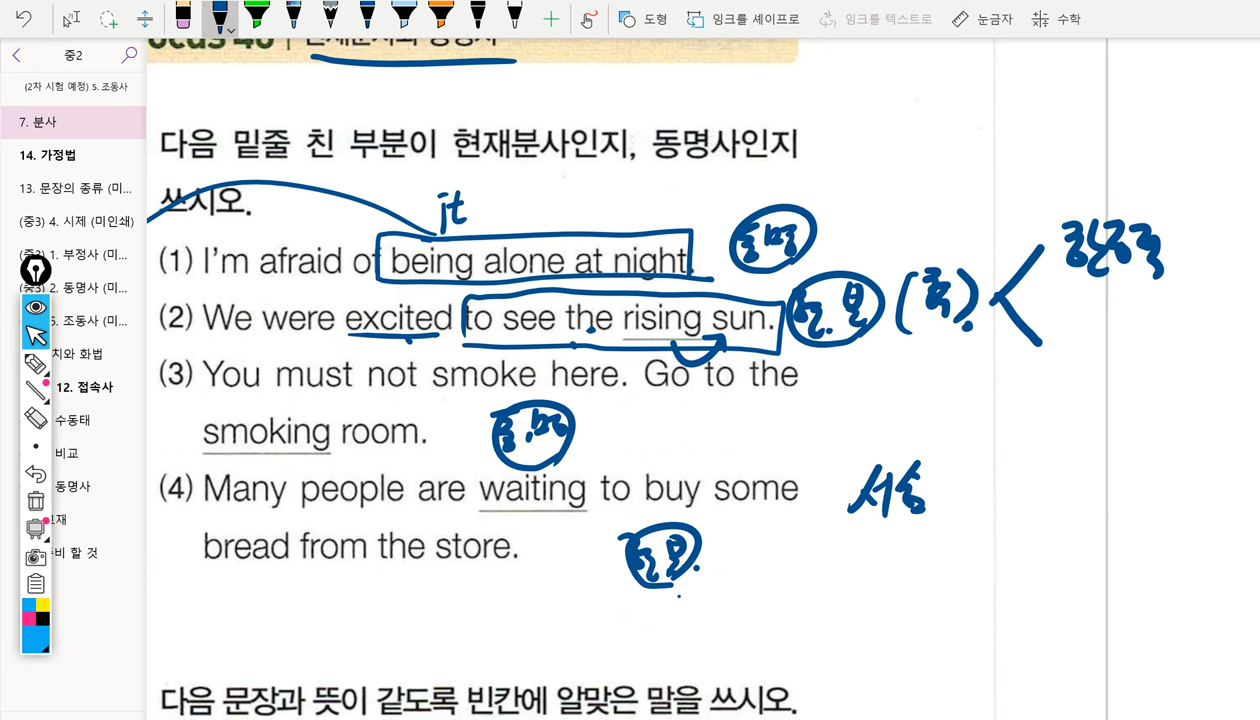 도형
잉크를 셰이프로
잉크를 텍스트로
눈금자
수학
중2
(2차 시험 예정) 5. 조동사
7. 분사
14. 가정법
13. 문장의 종류 (미...
(중3) 4. 시제 (미인쇄)
1. 부정사 (미...
2. 동명사 (미...
5. 조동사 (미...
치와 화법
12. 접속사
수동태
비교
동명사
비 할 것
다음 밑줄 친 부분이 현재분사인지, 동명사인지
쓰시오.
it
(1) I'm afraid of being alone at night.
동명
(2) We were excited to see the rising sun.
현.분
(3) You must not smoke here. Go to the
smoking room.
동.명
(4) Many people are waiting to buy some
bread from the store.
현.분.
서술
다음 문장과 뜻이 같도록 빈칸에 알맞은 말을 쓰시오.